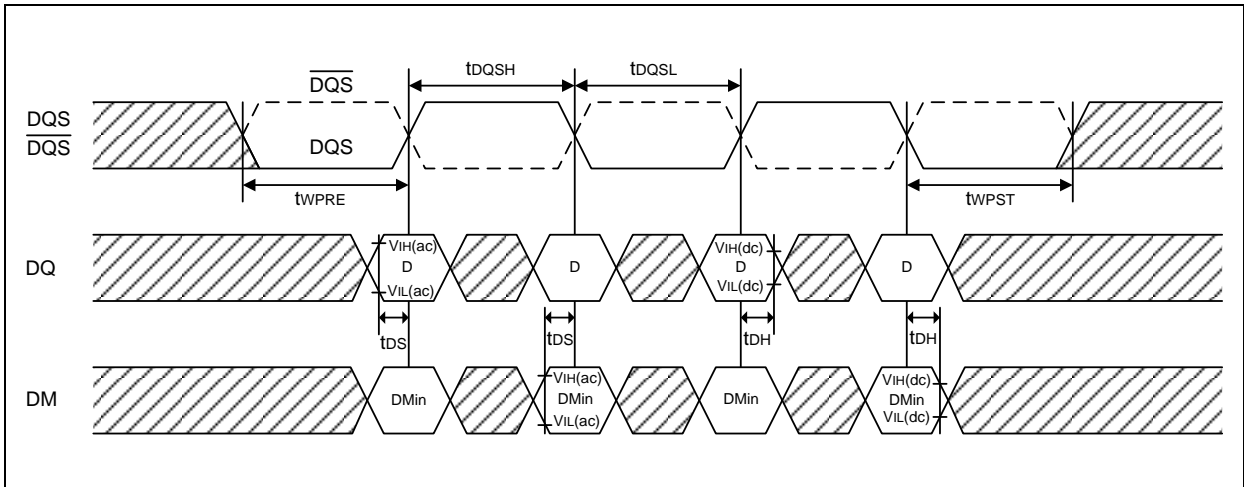 tDQSH tDQSL
DQS
DQS
DQS
DQS
tWPRE
tWPST
DQ
VIH(ac)
D
VIL(ac)
D
VIH(dc)
D
VIL(dc)
D
tDS
tDS
tDH
tDH
DM
DMin
VIH(ac)
DMin
VIL(ac)
DMin
VIH(dc)
DMin
VIL(dc)